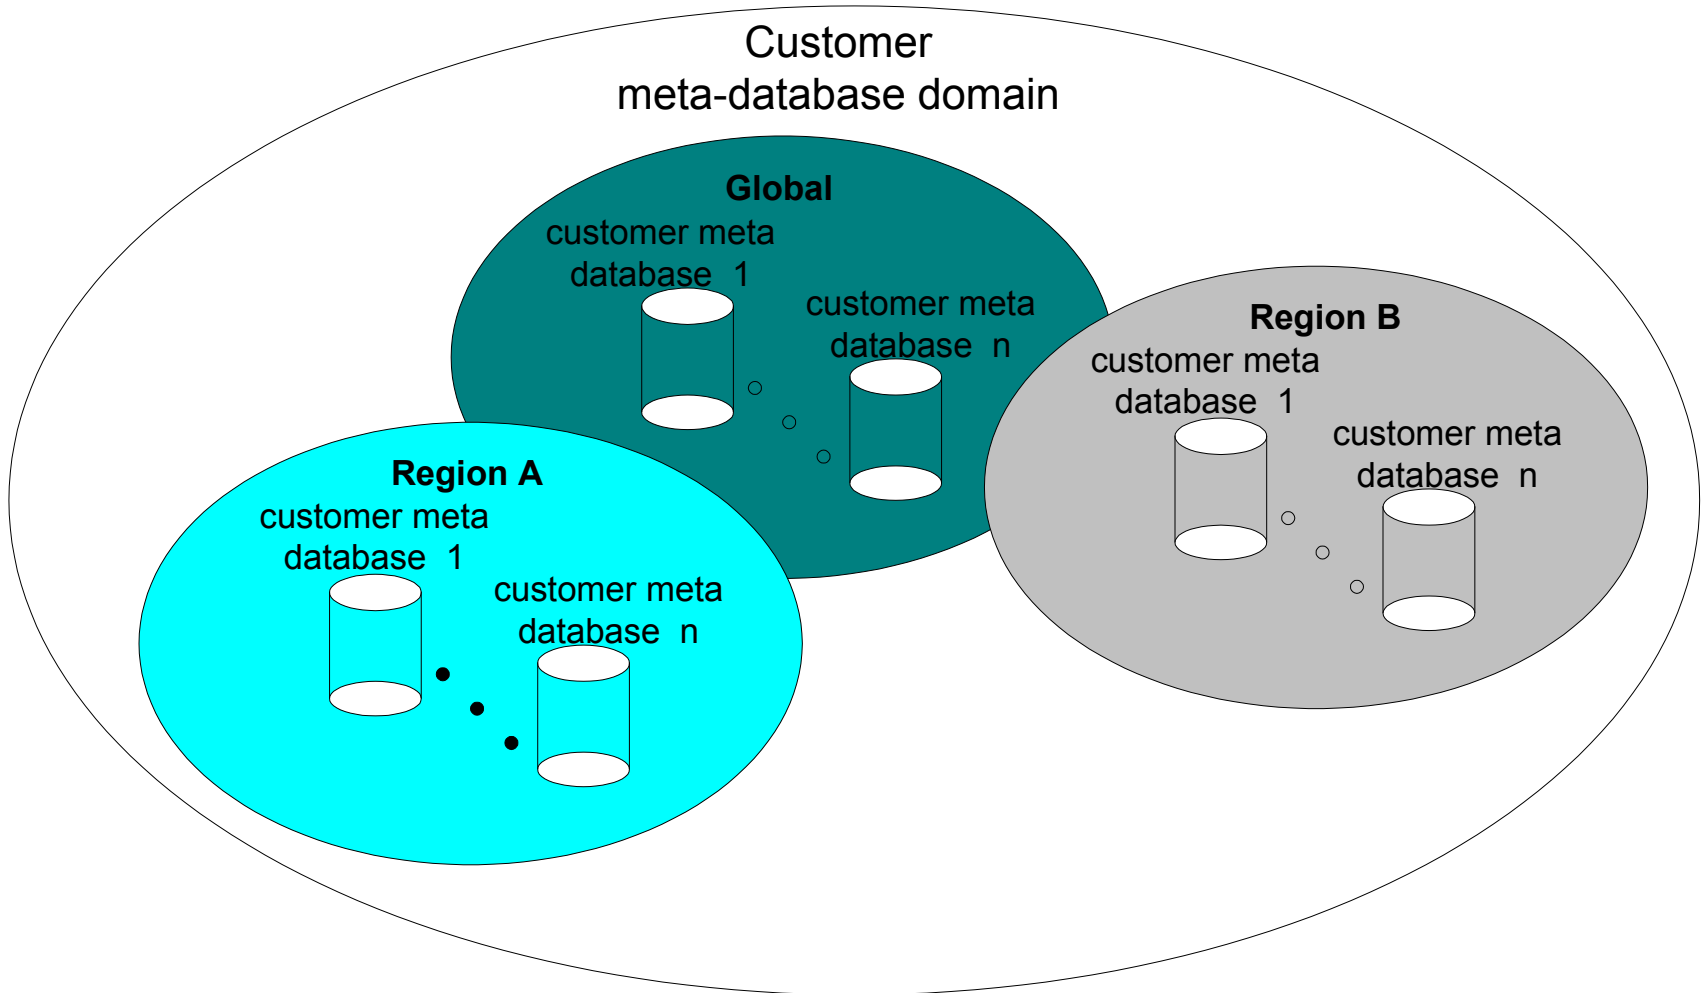 Customer
meta-database domain
Global
customer meta
database 1
customer meta
database n
Region B
customer meta
database 1
customer meta
database n
Region A
customer meta
database 1
customer meta
database n